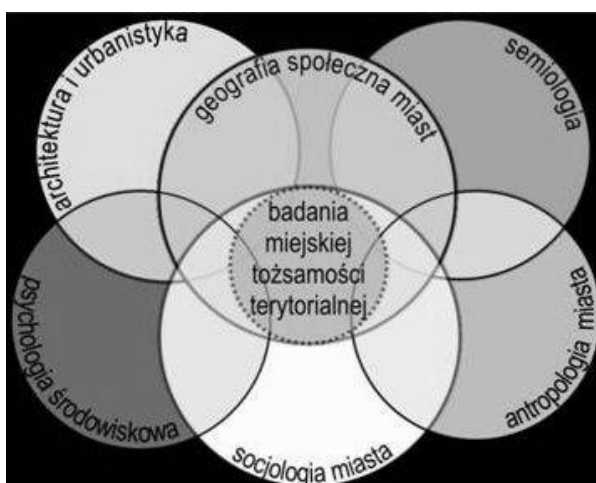 architektura i urbanistyka
geografia społeczna miast
semiologia
badania
miejskiej
tożsamości
terytorialnej
psychologia środowiskowa
antropologia miasta
socjologia miasta